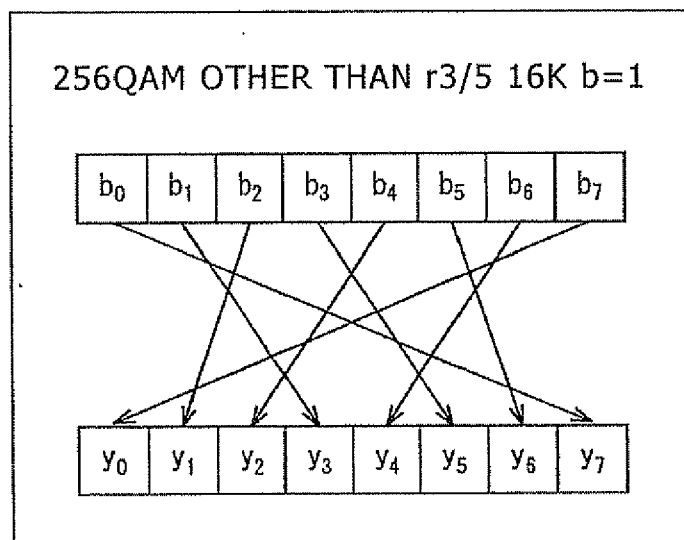 256QAM OTHER THAN r3/5 16K b=1
b₀ b₁ b₂ b₃ b₄ b₅ b₆ b₇
y₀ y₁ y₂ y₃ y₄ y₅ y₆ y₇